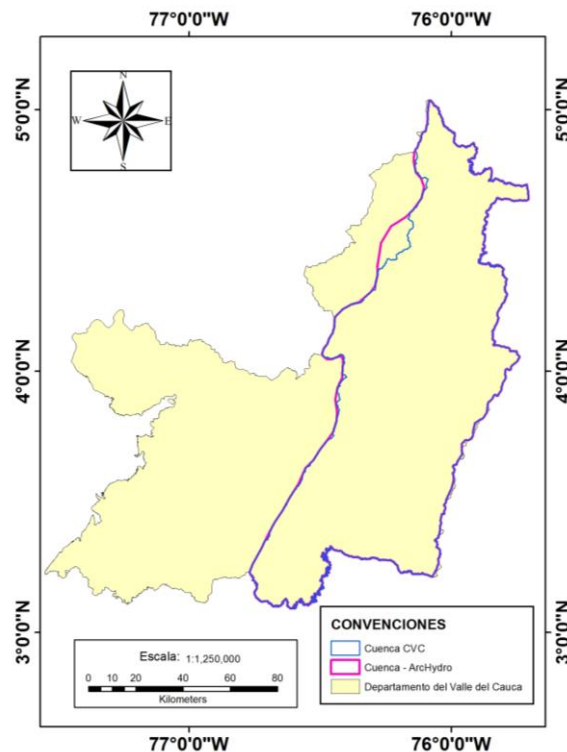 77°0'0"W 76°0'0"W
N
W E
S
5°0'0"N 5°0'0"N
4°0'0"N 4°0'0"N
3°0'0"N 3°0'0"N
CONVENCIONES
Cuenca CVC
Cuenca - ArcHydro
Departamento del Valle del Cauca
Escala: 1:1,250,000
0 10 20 40 60 80
Kilometers
77°0'0"W 76°0'0"W